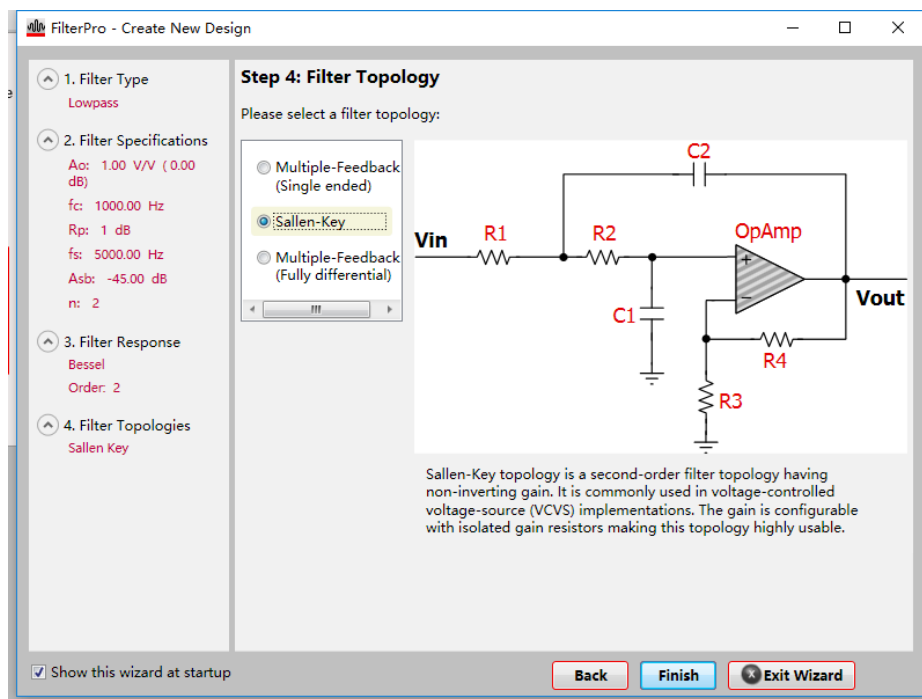 FilterPro - Create New Design
e
1. Filter Type
Lowpass
2. Filter Specifications
Ao: 1.00 V/V ( 0.00
dB)
fc: 1000.00 Hz
Rp: 1 dB
fs: 5000.00 Hz
Asb: -45.00 dB
n: 2
3. Filter Response
Bessel
Order: 2
4. Filter Topologies
Sallen Key
Step 4: Filter Topology
Please select a filter topology:
Multiple-Feedback
(Single ended)
Sallen-Key
Multiple-Feedback
(Fully differential)
C2
Vin
R1
R2
OpAmp
C1
Vout
R4
R3
Sallen-Key topology is a second-order filter topology having
non-inverting gain. It is commonly used in voltage-controlled
voltage-source (VCVS) implementations. The gain is configurable
with isolated gain resistors making this topology highly usable.
Show this wizard at startup
Back
Finish
Exit Wizard